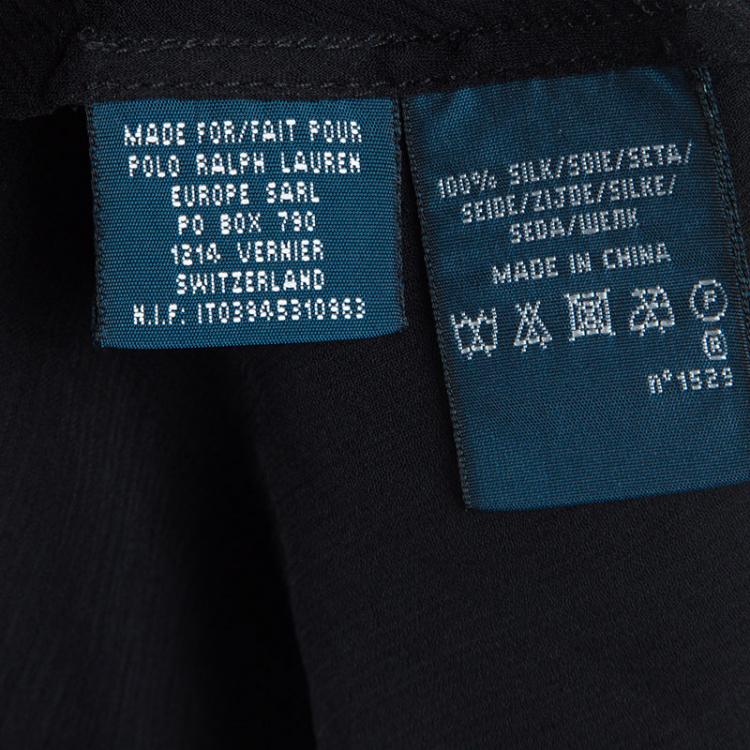 MADE FOR/FAIT POUR
POLO RALPH LAUREN
EUROPE SARL
PO BOX 790
1214 VERNIER
SWITZERLAND
N.I.F: IT03945310963
100% SILK/SOIE/SETA/
SEIDE/ZIJDE/SILKE/
SEDA/ШЕЛК
MADE IN CHINA
P
R
n°1529